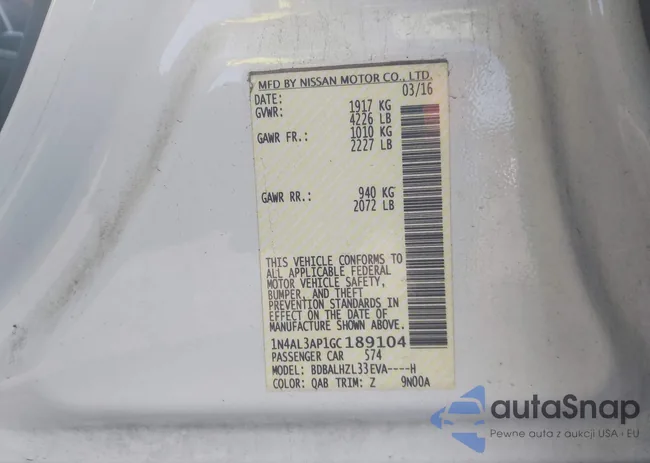 MFD BY NISSAN MOTOR CO., LTD.
DATE: 03/16
GVWR: 1917 KG
4226 LB
GAWR FR.: 1010 KG
2227 LB
GAWR RR.: 940 KG
2072 LB
THIS VEHICLE CONFORMS TO
ALL APPLICABLE FEDERAL
MOTOR VEHICLE SAFETY,
BUMPER, AND THEFT
PREVENTION STANDARDS IN
EFFECT ON THE DATE OF
MANUFACTURE SHOWN ABOVE.
1N4AL3AP1GC189104
PASSENGER CAR 574
MODEL: BDBALHZL33EVA----H
COLOR: QAB TRIM: Z 9N00A
autaSnap
Pewne auta z aukcji USA i EU